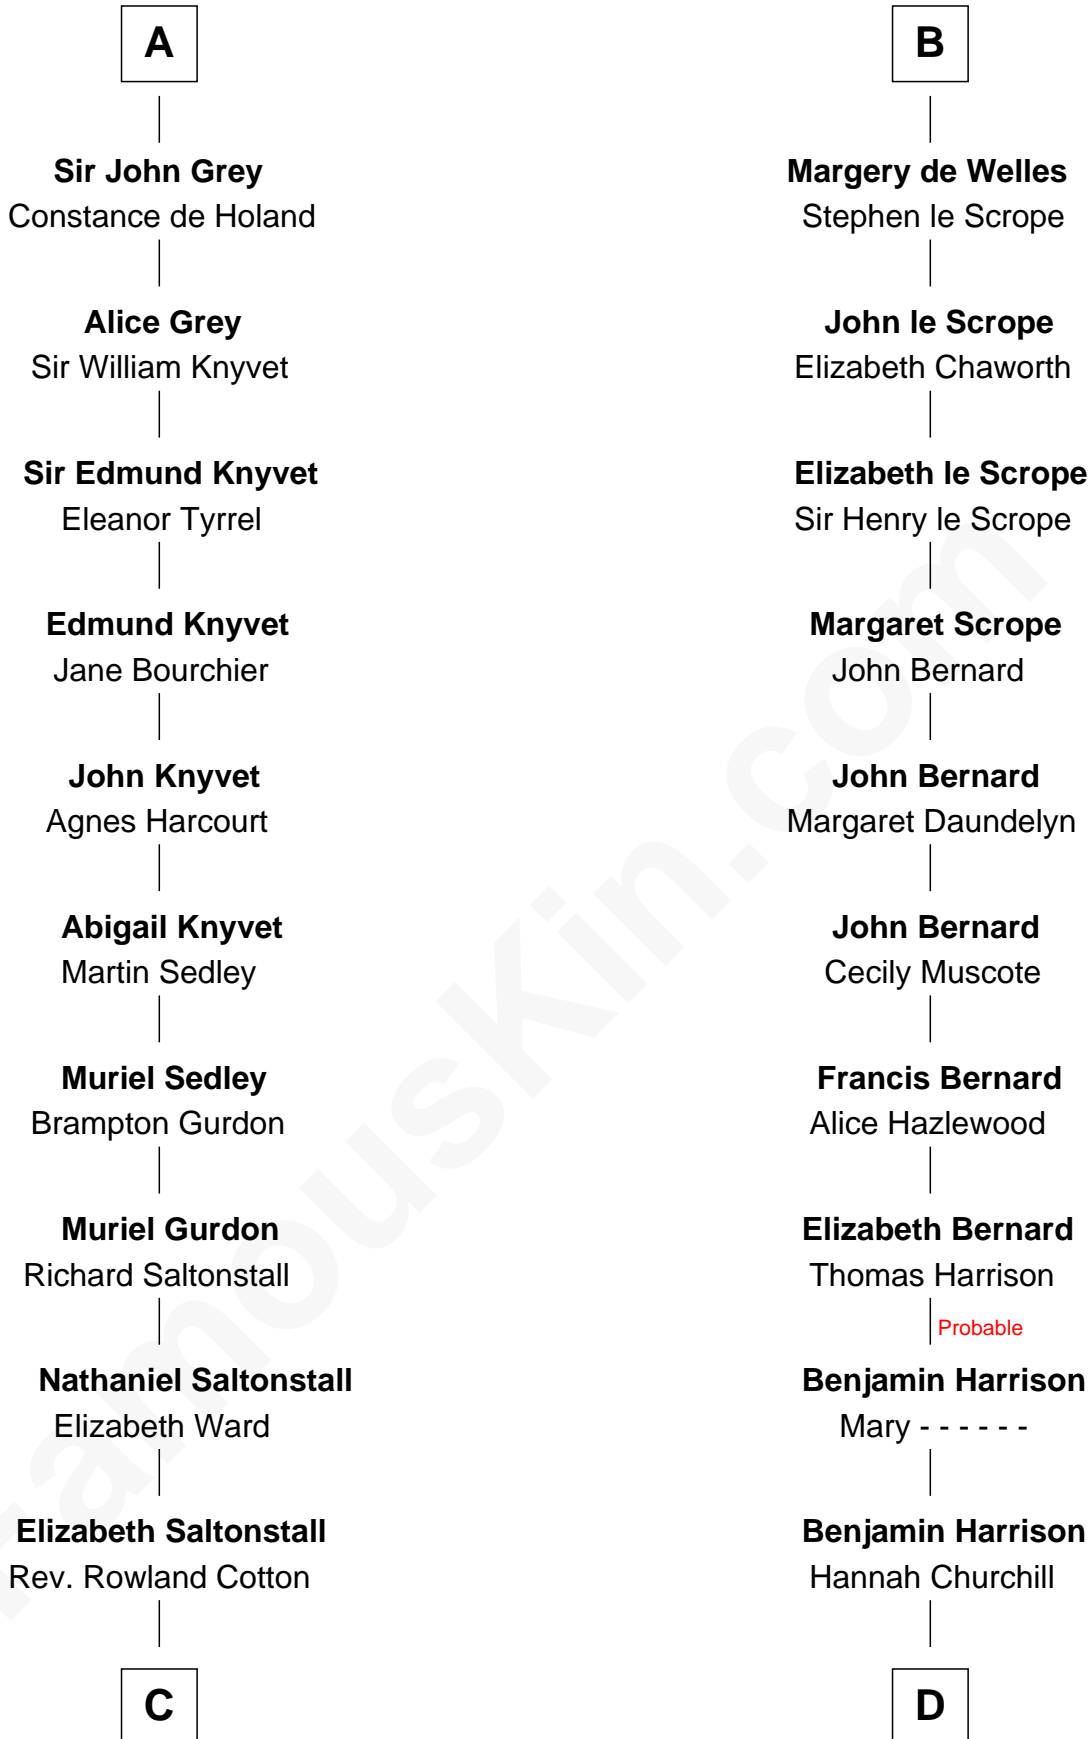 A
Sir John Grey
Constance de Holand
Alice Grey
Sir William Knyvet
Sir Edmund Knyvet
Eleanor Tyrrel
Edmund Knyvet
Jane Bourchier
John Knyvet
Agnes Harcourt
Abigail Knyvet
Martin Sedley
Muriel Sedley
Brampton Gurdon
Muriel Gurdon
Richard Saltonstall
Nathaniel Saltonstall
Elizabeth Ward
Elizabeth Saltonstall
Rev. Rowland Cotton
C
B
Margery de Welles
Stephen le Scrope
John le Scrope
Elizabeth Chaworth
Elizabeth le Scrope
Sir Henry le Scrope
Margaret Scrope
John Bernard
John Bernard
Margaret Daundelyn
John Bernard
Cecily Muscote
Francis Bernard
Alice Hazlewood
Elizabeth Bernard
Thomas Harrison
Probable
Benjamin Harrison
Mary - - - - - -
Benjamin Harrison
Hannah Churchill
D
FamousKin.com